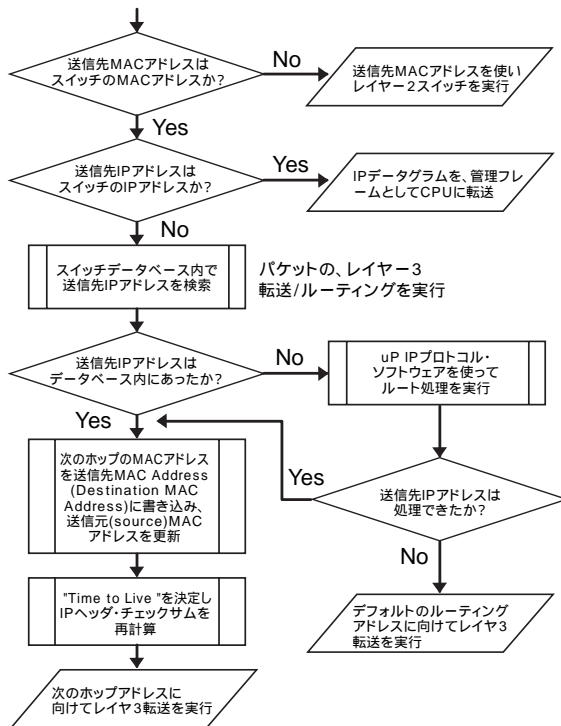 送信先MACアドレスは
スイッチのMACアドレスか?
No
送信先MACアドレスを使い
レイヤー2スイッチを実行
Yes
送信先IPアドレスは
スイッチのIPアドレスか?
Yes
IPデータグラムを、管理フレ
ームとしてCPUに転送
No
スイッチデータベース内で
送信先IPアドレスを検索
パケットの、レイヤー3
転送/ルーティングを実行
送信先IPアドレスは
データベース内にあったか?
No
uP IPプロトコル・
ソフトウェアを使って
ルート処理を実行
Yes
次のホップのMACアドレス
を送信先MAC Address
(Destination MAC
Address)に書き込み、
送信元(source)MAC
アドレスを更新
Yes
送信先IPアドレスは
処理できたか?
No
"Time to Live "を決定し
IPヘッダ・チェックサムを
再計算
デフォルトのルーティング
アドレスに向けてレイヤ3
転送を実行
次のホップアドレスに
向けてレイヤ3転送を実行